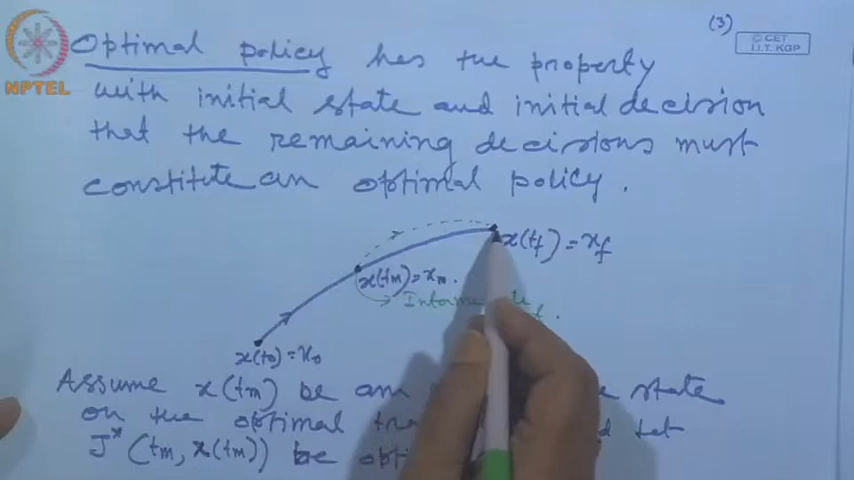 (3)
© CET
I.I.T. KGP
NPTEL
Optimal policy has the property
with initial state and initial decision
that the remaining decisions must
constitute an optimal policy.
x(tf) = xf
x(tm) = xm.
x(t0) = x0
Assume x(tm) be an state
on the optimal
J*(tm, x(tm)) be